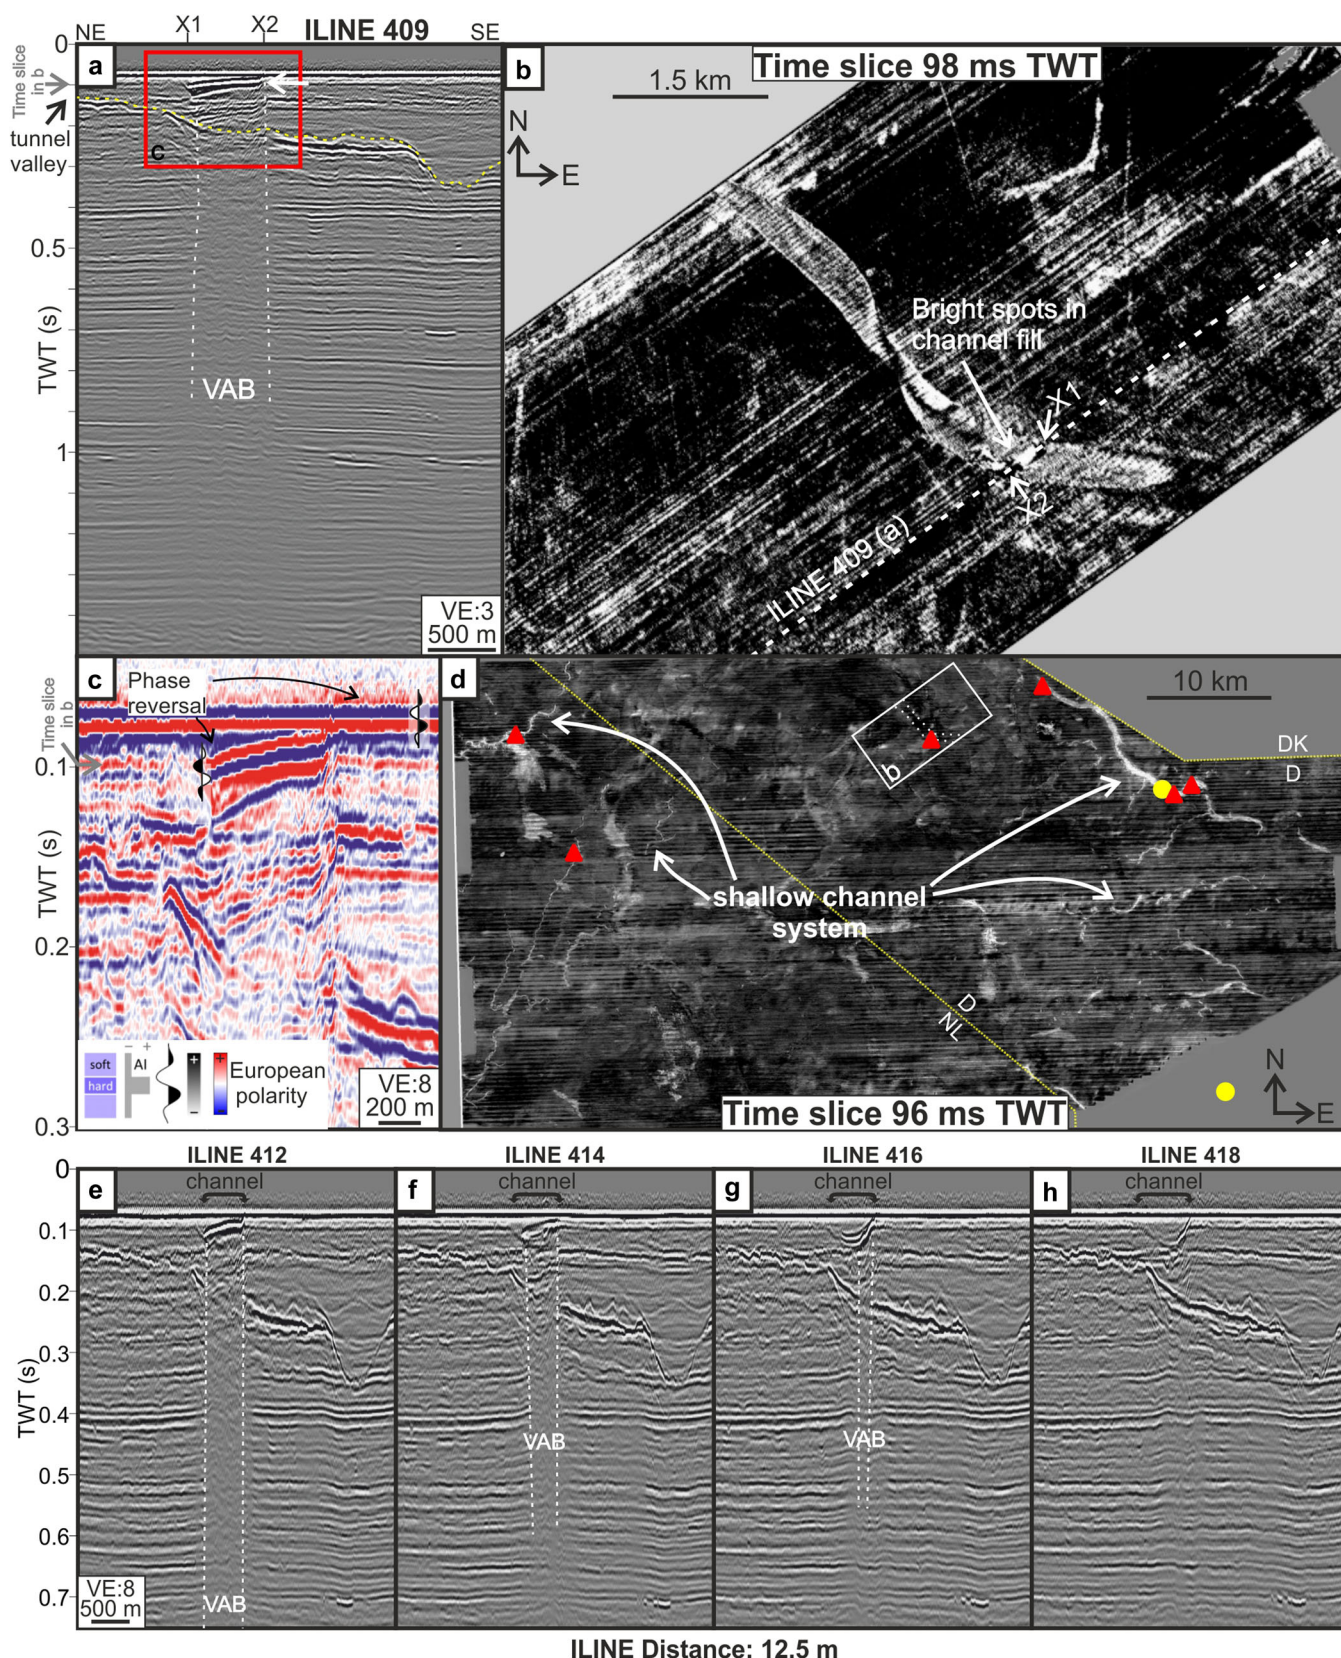 NE
X1
X2
ILINE 409
SE
a
0
Time slice
in b
tunnel
valley
c
0.5
TWT (s)
VAB
1
VE:3
500 m
b
Time slice 98 ms TWT
1.5 km
N
E
Bright spots in
channel fill
X1
X2
ILINE 409 (a)
c
Phase
reversal
Time slice
in b
0.1
TWT (s)
0.2
0.3
soft
hard
- +
AI
+
-
+
-
European
polarity
VE:8
200 m
d
10 km
b
DK
D
shallow channel
system
D
NL
N
E
Time slice 96 ms TWT
ILINE 412
ILINE 414
ILINE 416
ILINE 418
0
e
channel
f
channel
g
channel
h
channel
0.1
0.2
0.3
TWT (s)
0.4
0.5
0.6
0.7
VAB
VAB
VAB
VE:8
500 m
ILINE Distance: 12.5 m